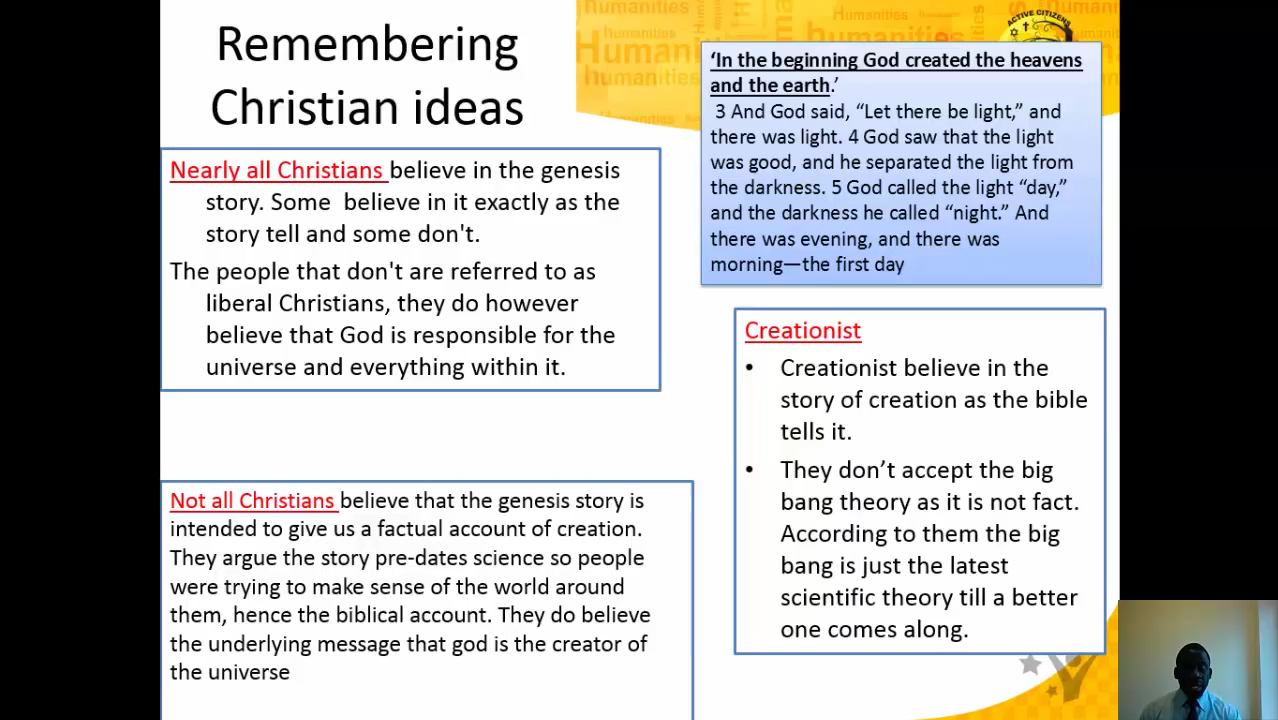 Remembering
Christian ideas
Humanities
Humanities
Humanities
Humanities
Humanities
Humanities
ACTIVE CITIZENS
‘In the beginning God created the heavens
and the earth.’
3 And God said, “Let there be light,” and
there was light. 4 God saw that the light
was good, and he separated the light from
the darkness. 5 God called the light “day,”
and the darkness he called “night.” And
there was evening, and there was
morning—the first day
Nearly all Christians believe in the genesis
story. Some believe in it exactly as the
story tell and some don't.
The people that don't are referred to as
liberal Christians, they do however
believe that God is responsible for the
universe and everything within it.
Creationist
• Creationist believe in the
story of creation as the bible
tells it.
• They don’t accept the big
bang theory as it is not fact.
According to them the big
bang is just the latest
scientific theory till a better
one comes along.
Not all Christians believe that the genesis story is
intended to give us a factual account of creation.
They argue the story pre-dates science so people
were trying to make sense of the world around
them, hence the biblical account. They do believe
the underlying message that god is the creator of
the universe